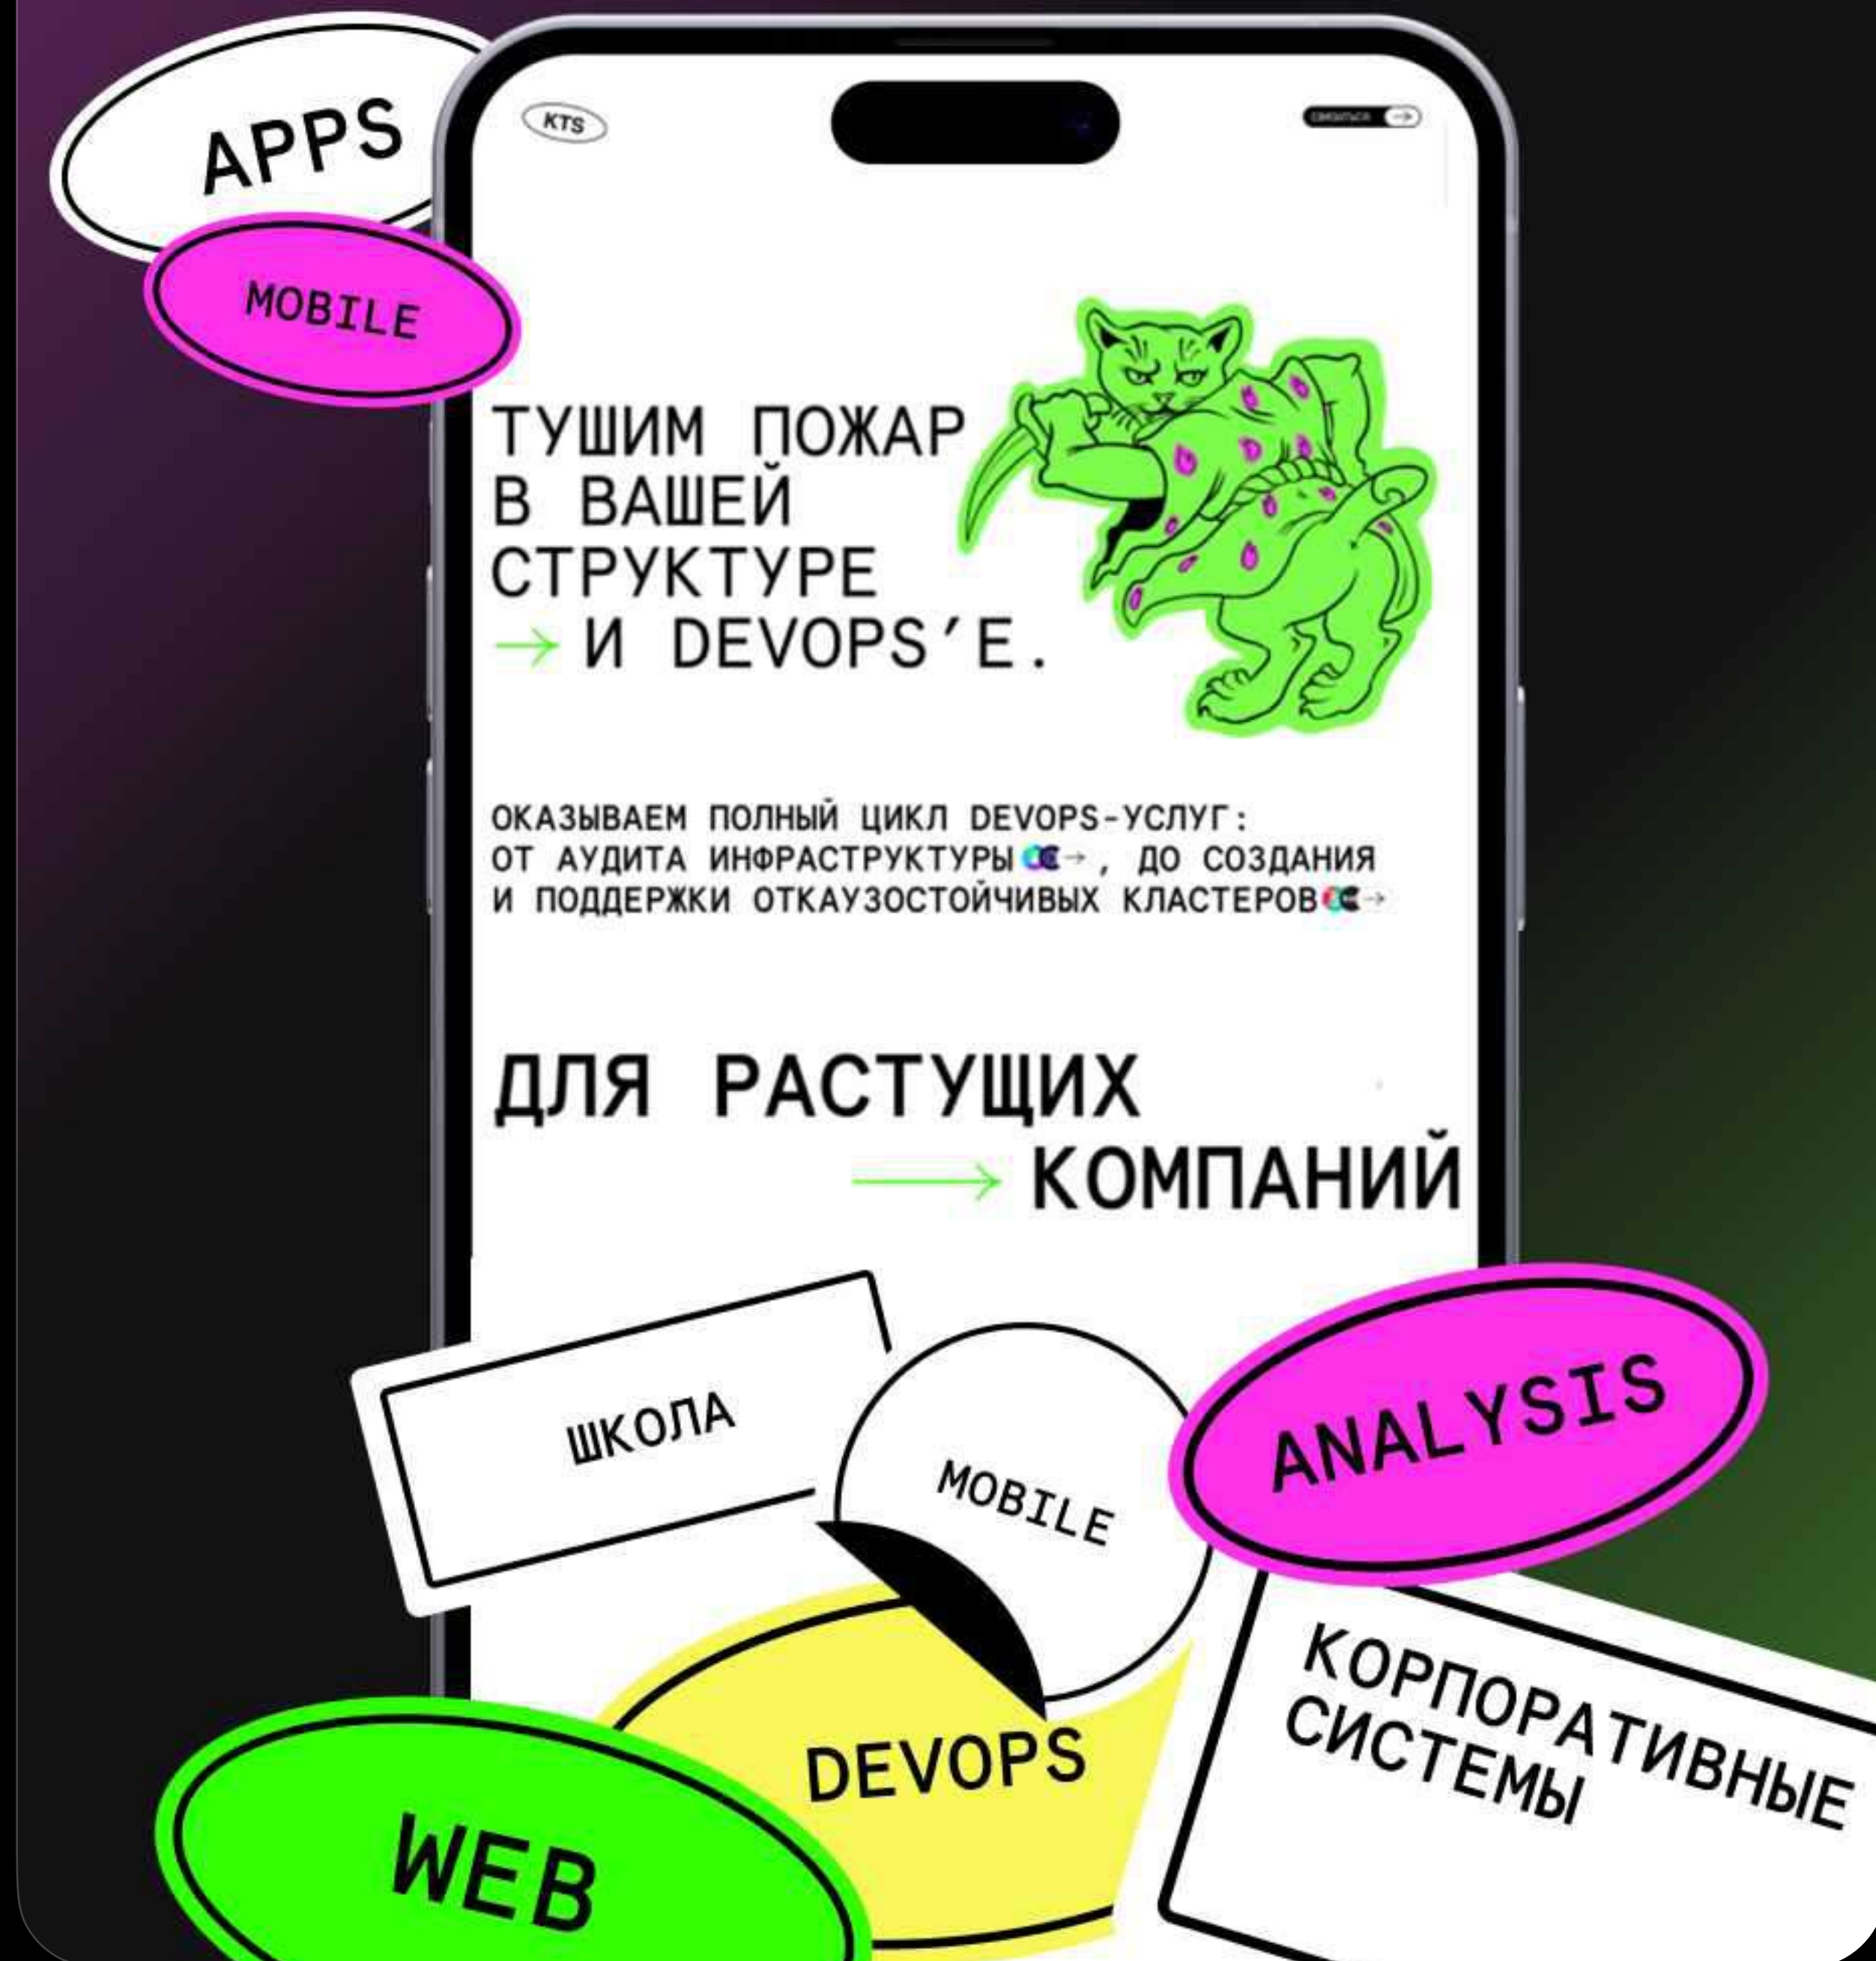 APPS
MOBILE
KTS
связаться
ТУШИМ ПОЖАР
В ВАШЕЙ
СТРУКТУРЕ
→ И DEVOPS’E.
ОКАЗЫВАЕМ ПОЛНЫЙ ЦИКЛ DEVOPS-УСЛУГ:
ОТ АУДИТА ИНФРАСТРУКТУРЫ → , ДО СОЗДАНИЯ
И ПОДДЕРЖКИ ОТКАУЗОСТОЙЧИВЫХ КЛАСТЕРОВ →
ДЛЯ РАСТУЩИХ
→ КОМПАНИЙ
ШКОЛА
MOBILE
ANALYSIS
DEVOPS
КОРПОРАТИВНЫЕ
СИСТЕМЫ
WEB